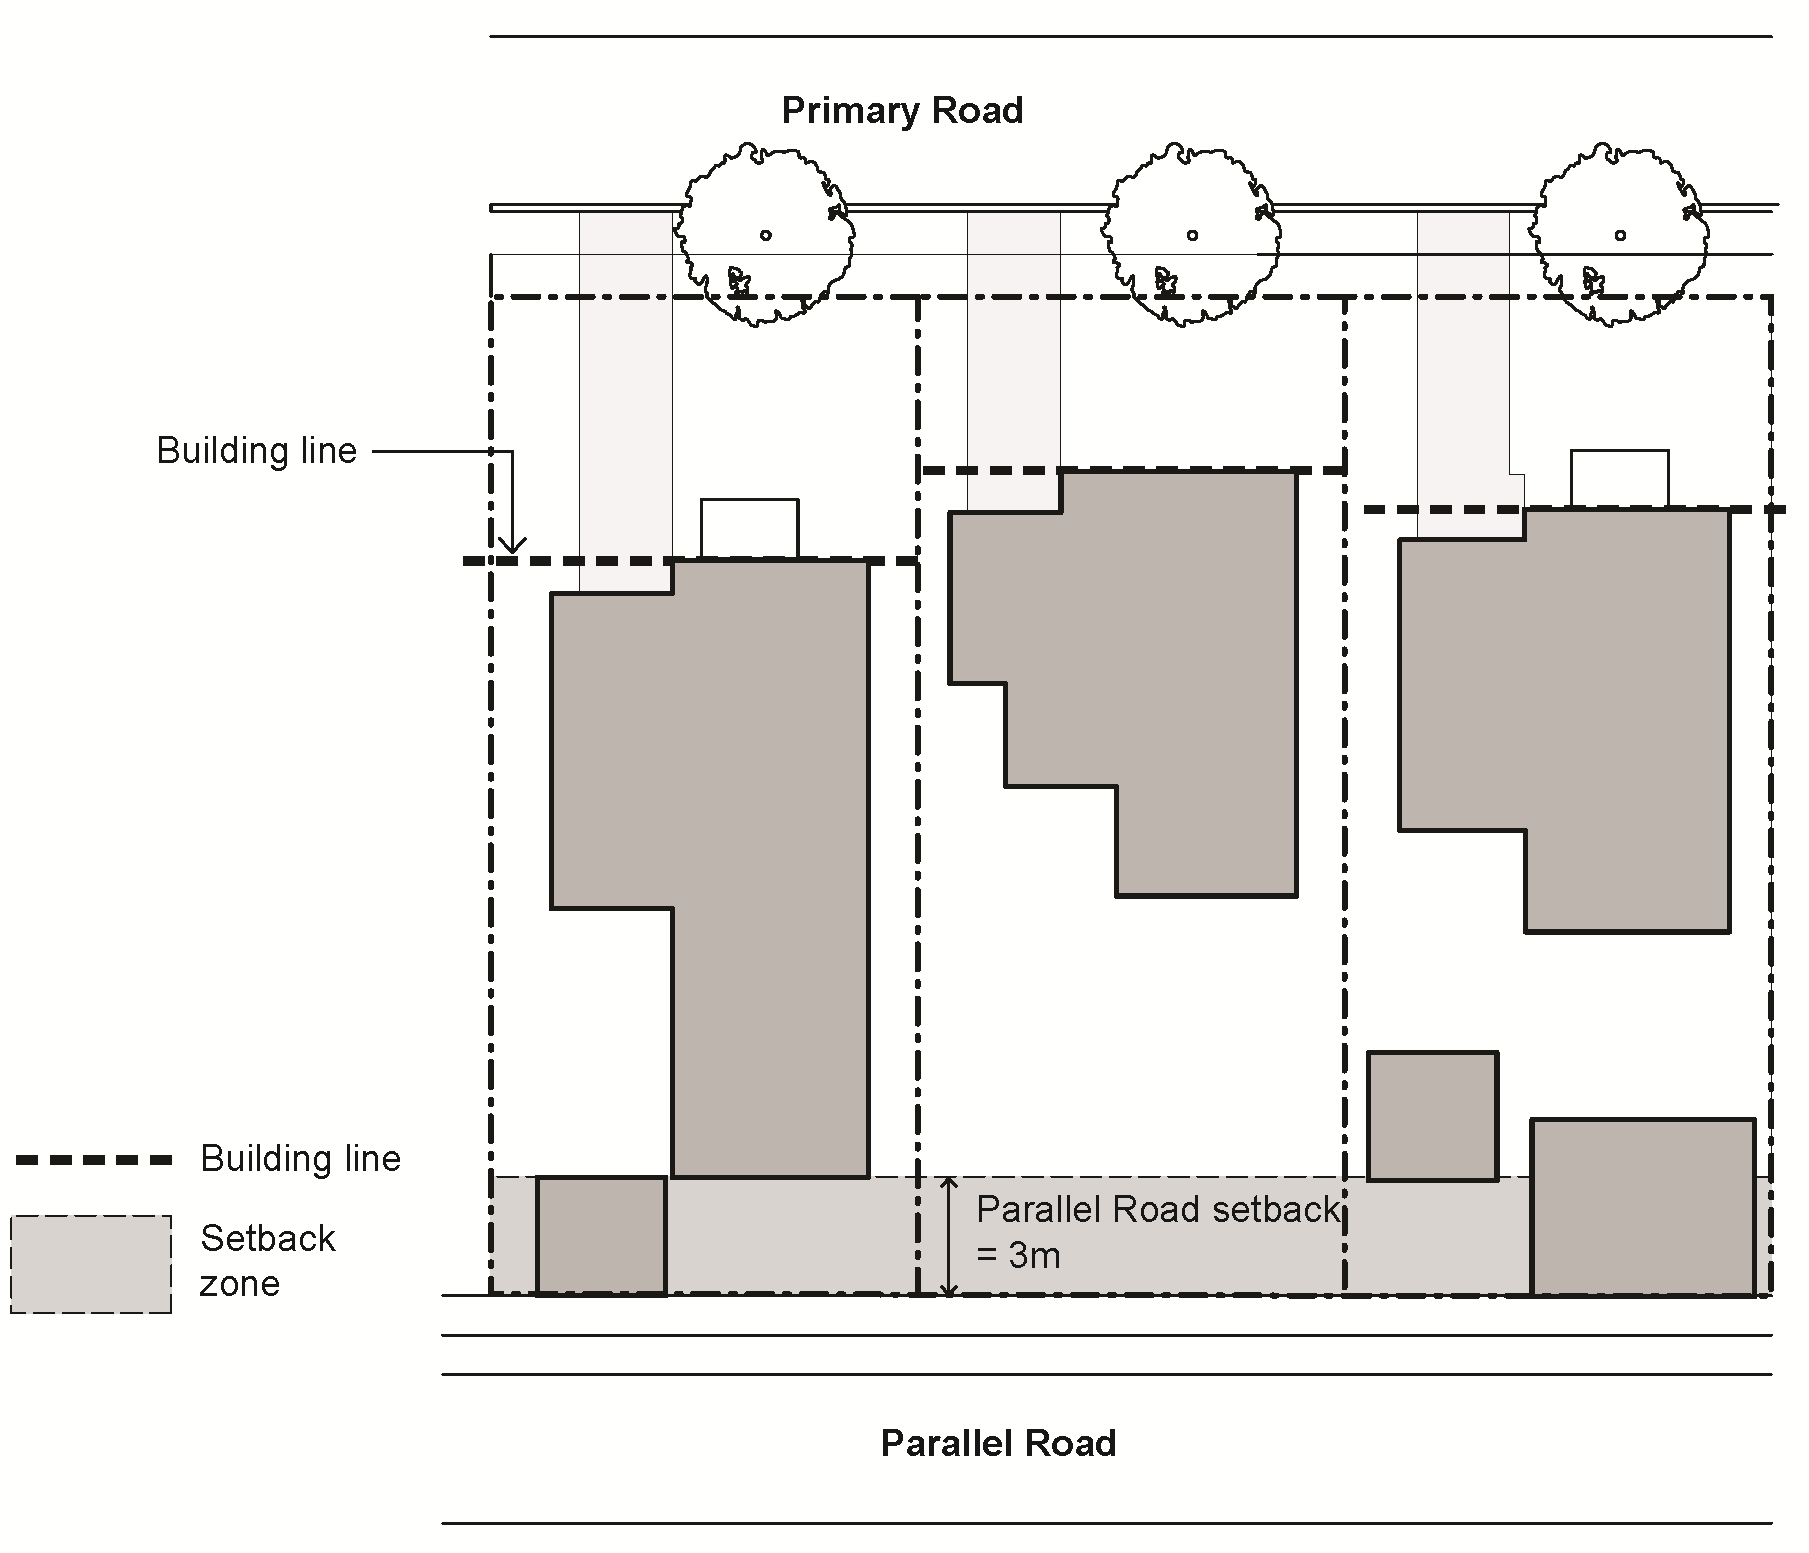 Primary Road
Building line
Building line
Setback
zone
Parallel Road setback
= 3m
Parallel Road